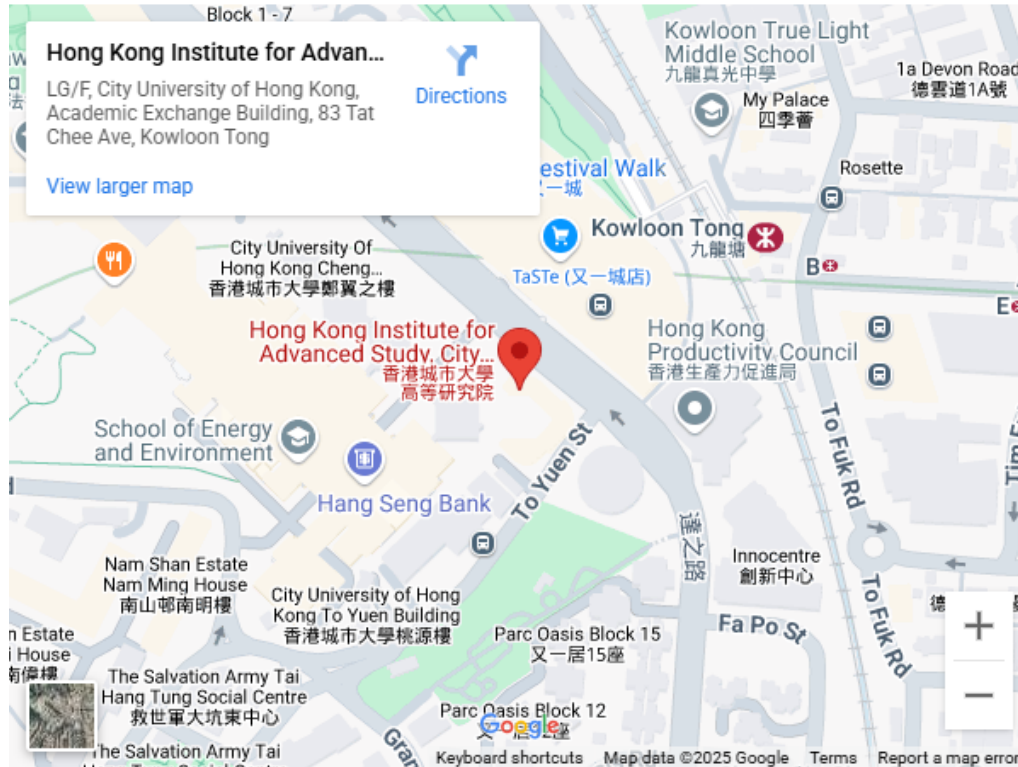 Block 1 - 7
Hong Kong Institute for Advan...
LG/F, City University of Hong Kong,
Academic Exchange Building, 83 Tat
Chee Ave, Kowloon Tong
View larger map
Directions
Kowloon True Light
Middle School
九龍真光中學
1a Devon Road
德雲道1A號
My Palace
四季薈
Rosette
estival Walk
又一城
Kowloon Tong
九龍塘
TaSTe (又一城店)
B
E
City University Of
Hong Kong Cheng...
香港城市大學鄭翼之樓
Hong Kong Institute for
Advanced Study, City...
香港城市大學
高等研究院
Hong Kong
Productivity Council
香港生產力促進局
School of Energy
and Environment
Hang Seng Bank
To Yuen St
To Fuk Rd
達之路
Innocentre
創新中心
Nam Shan Estate
Nam Ming House
南山邨南明樓
City University of Hong
Kong To Yuen Building
香港城市大學桃源樓
Fa Po St
To Fuk Rd
德
n Estate
i House
南偉樓
Parc Oasis Block 15
又一居15座
The Salvation Army Tai
Hang Tung Social Centre
救世軍大坑東中心
Parc Oasis Block 12
Google
The Salvation Army Tai
Gran
Keyboard shortcuts
Map data ©2025 Google
Terms
Report a map error